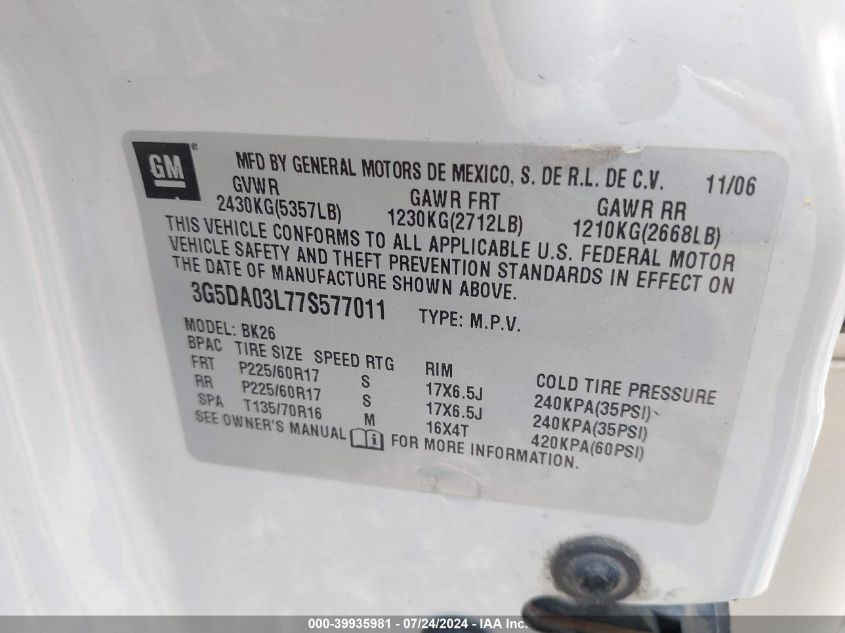 GM ® MFD BY GENERAL MOTORS DE MEXICO, S. DE R.L. DE C.V. 11/06
GVWR GAWR FRT GAWR RR
2430KG(5357LB) 1230KG(2712LB) 1210KG(2668LB)
THIS VEHICLE CONFORMS TO ALL APPLICABLE U.S. FEDERAL MOTOR
VEHICLE SAFETY AND THEFT PREVENTION STANDARDS IN EFFECT ON
THE DATE OF MANUFACTURE SHOWN ABOVE.
3G5DA03L77S577011 TYPE: M.P.V.
MODEL: BK26
BPAC TIRE SIZE SPEED RTG RIM COLD TIRE PRESSURE
FRT P225/60R17 S 17X6.5J 240KPA(35PSI)
RR P225/60R17 S 17X6.5J 240KPA(35PSI)
SPA T135/70R16 M 16X4T 420KPA(60PSI)
SEE OWNER'S MANUAL FOR MORE INFORMATION.
000-39935981 / 07/24/2024 - IAA Inc.